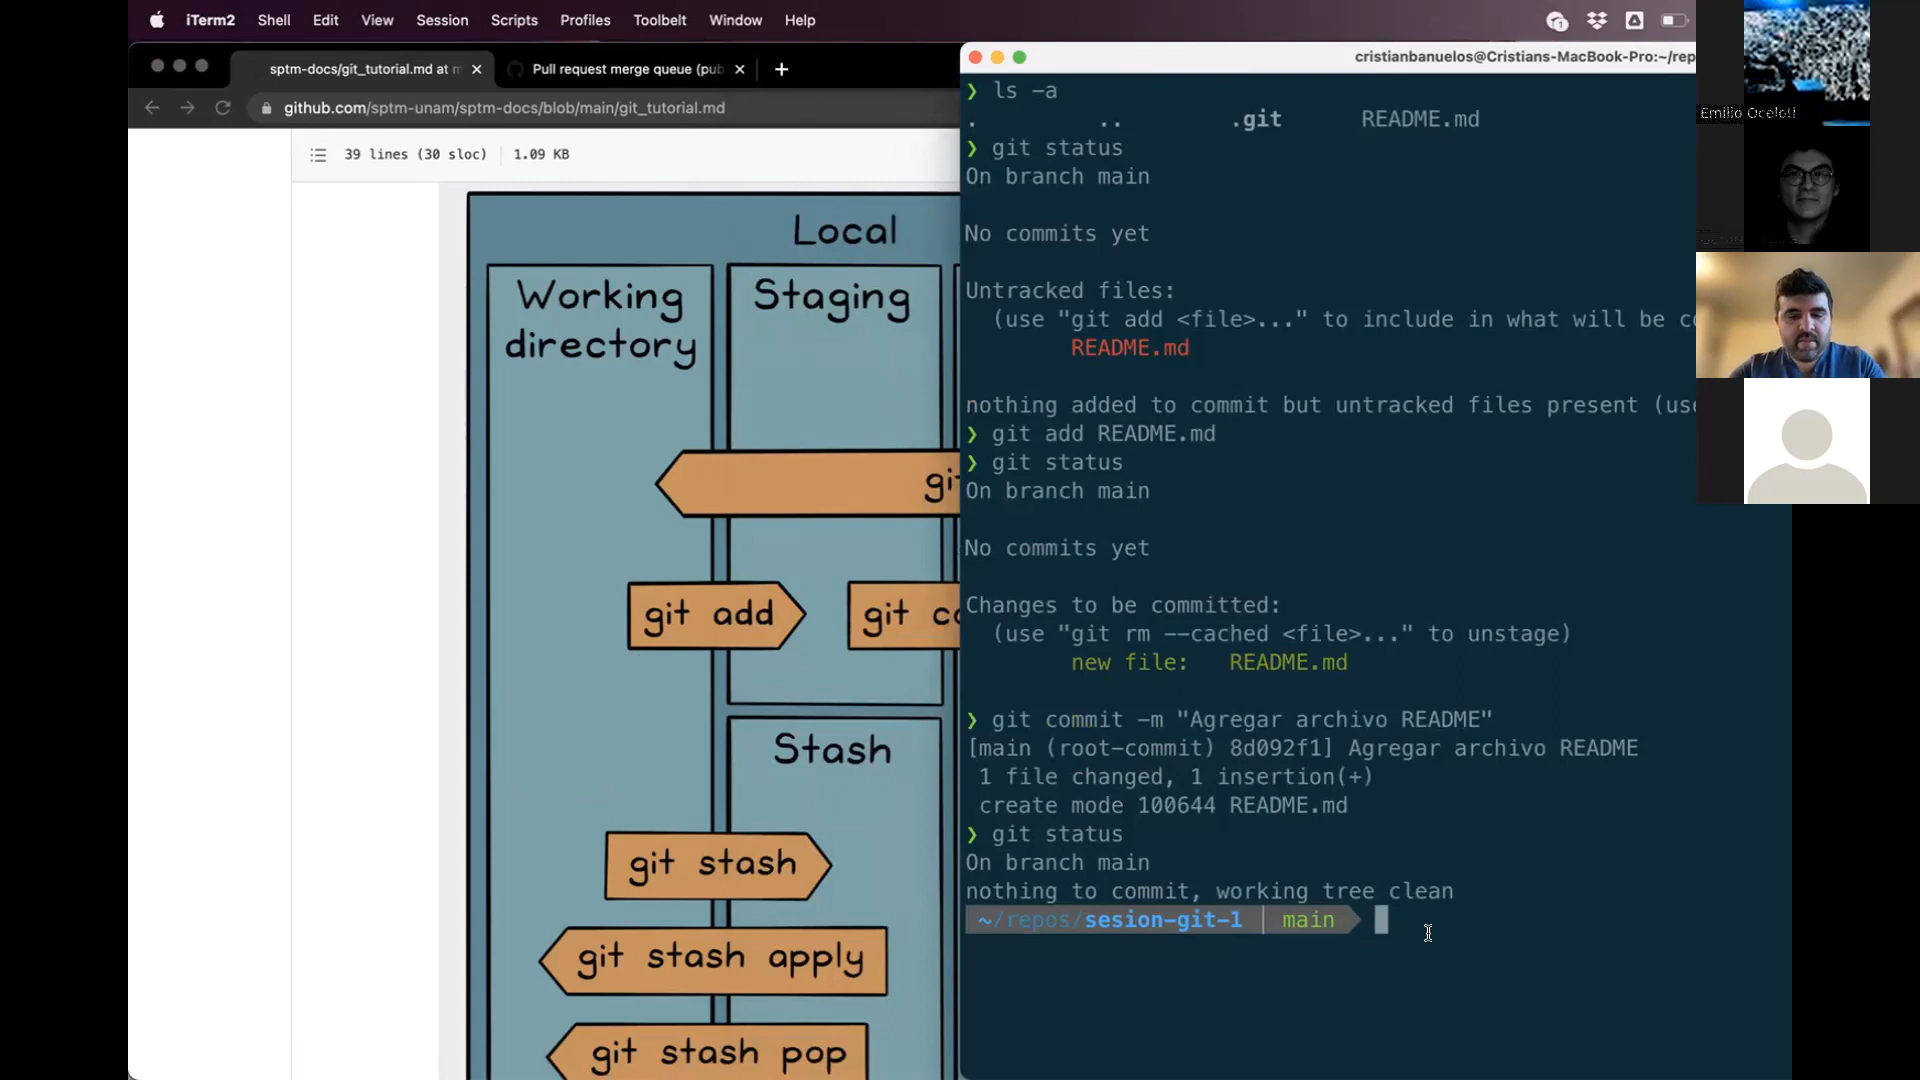 iTerm2 Shell Edit View Session Scripts Profiles Toolbelt Window Help
sptm-docs/git_tutorial.md at m
Pull request merge queue (pub
github.com/sptm-unam/sptm-docs/blob/main/git_tutorial.md
39 lines (30 sloc) 1.09 KB
Local
Working
directory
Staging
git
git add
git co
Stash
git stash
git stash apply
git stash pop
cristianbanuelos@Cristians-MacBook-Pro:~/rep
❯ ls -a
. .. .git README.md
❯ git status
On branch main
No commits yet
Untracked files:
(use "git add <file>..." to include in what will be co
README.md
nothing added to commit but untracked files present (use
❯ git add README.md
❯ git status
On branch main
No commits yet
Changes to be committed:
(use "git rm --cached <file>..." to unstage)
new file: README.md
❯ git commit -m "Agregar archivo README"
[main (root-commit) 8d092f1] Agregar archivo README
1 file changed, 1 insertion(+)
create mode 100644 README.md
❯ git status
On branch main
nothing to commit, working tree clean
~/repos/sesion-git-1 main
Emilio Ocelotl